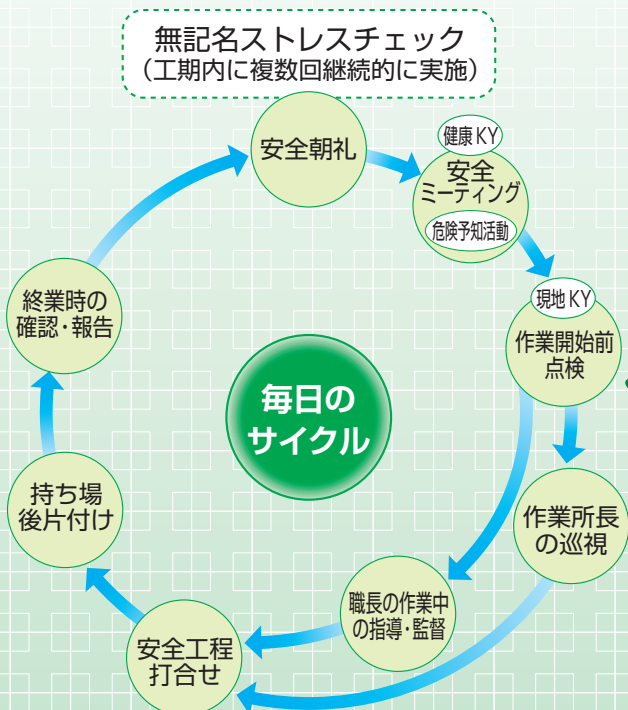 無記名ストレスチェック
(工期内に複数回継続的に実施)
安全朝礼
健康KY
安全
ミーティング
危険予知活動
現地KY
作業開始前
点検
作業所長
の巡視
職長の作業中
の指導・監督
安全工程
打合せ
持ち場
後片付け
終業時の
確認・報告
毎日の
サイクル